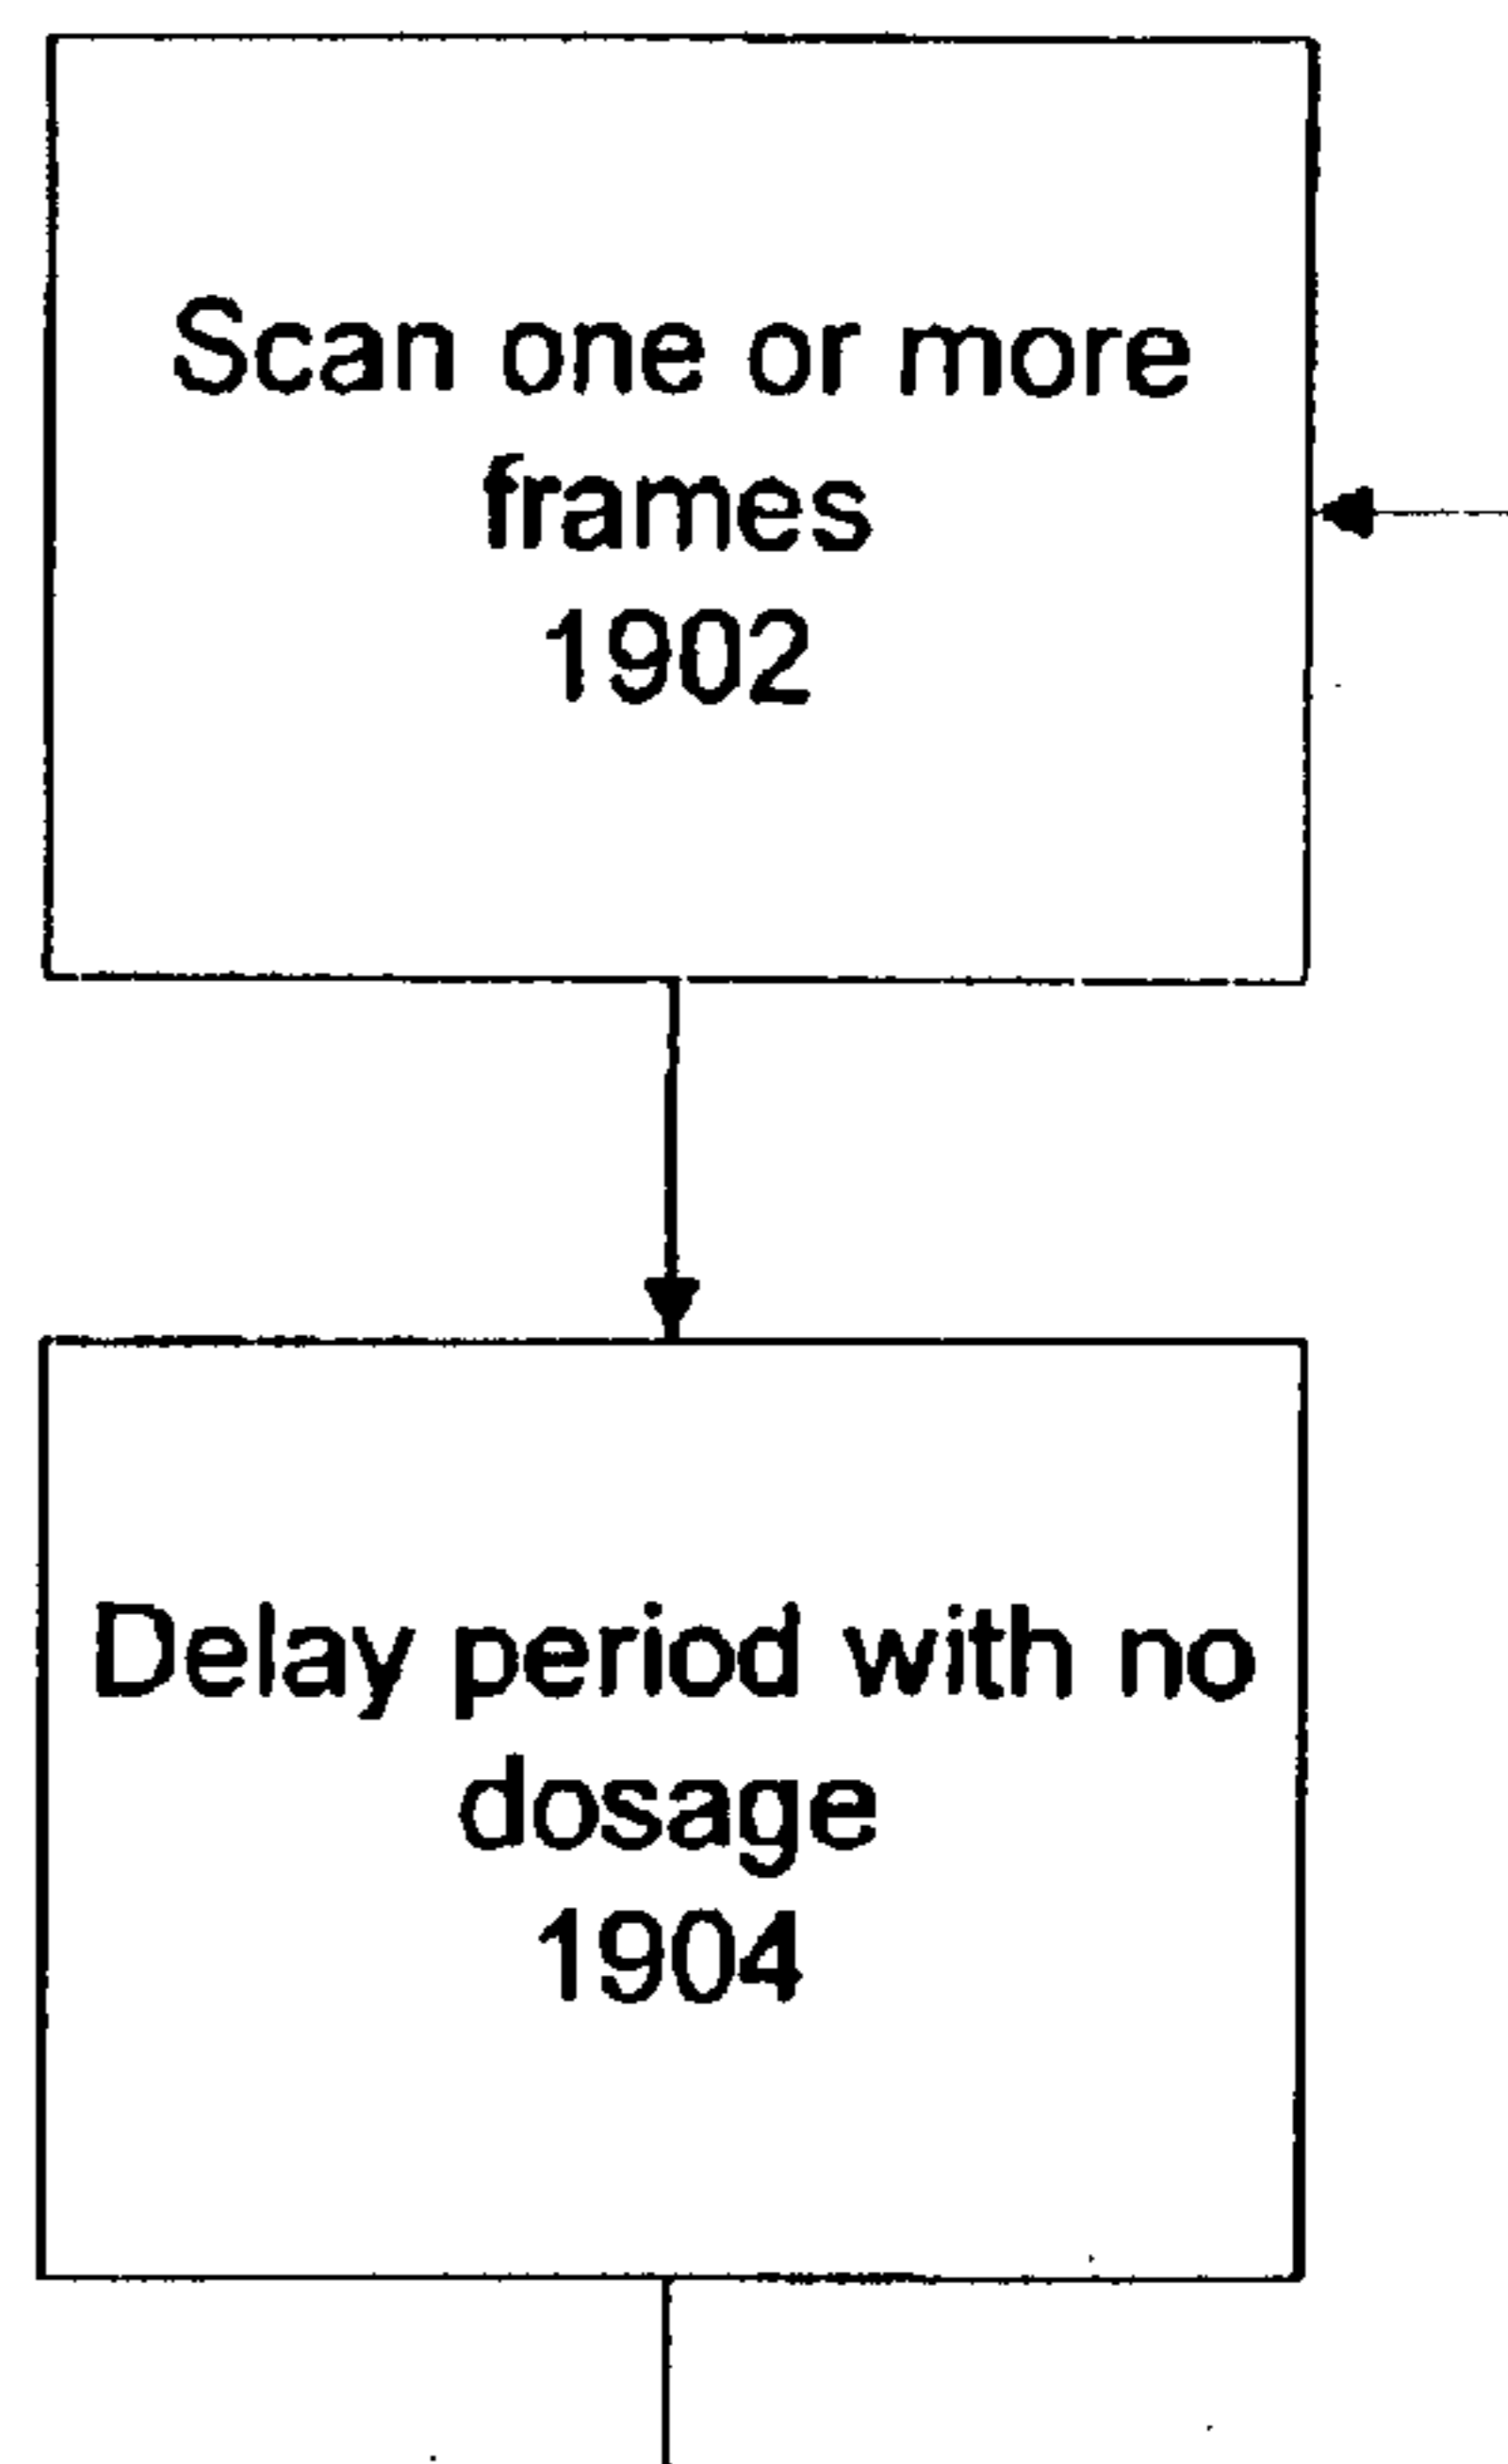 Scan one or more
frames
1902
Delay period with no
dosage
1904